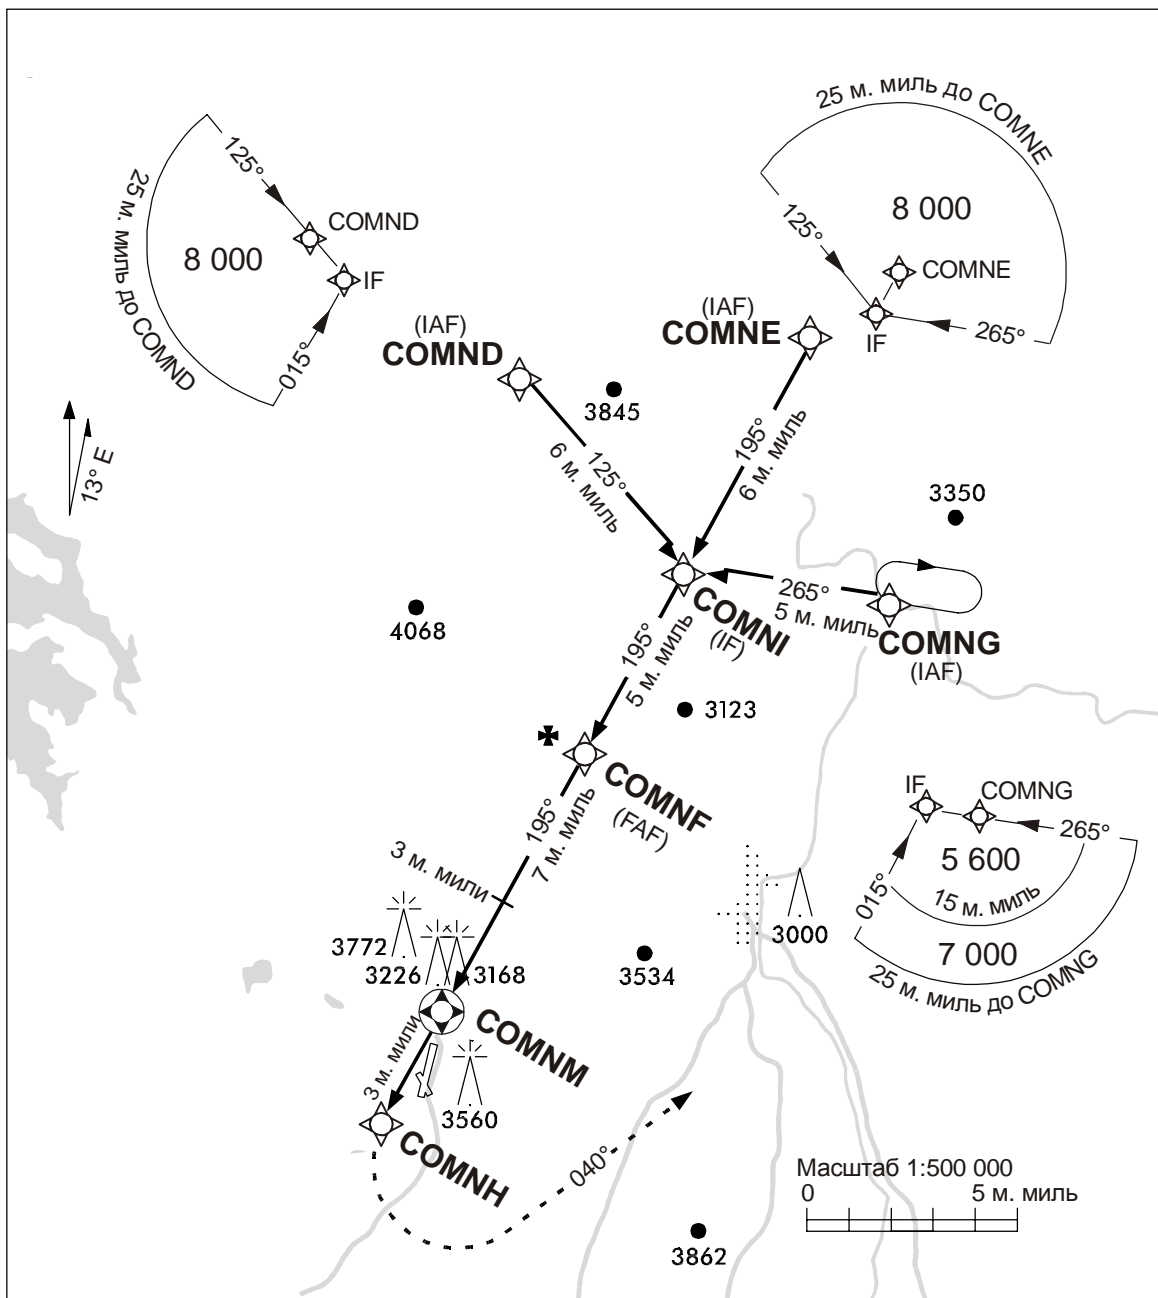 25 м. миль до COMNE
125°
COMND
8 000
IF
015°
25 м. миль до COMND
8 000
125°
COMNE
IF
265°
(IAF)
COMND
(IAF)
COMNE
3845
13° E
125°
6 м. миль
195°
6 м. миль
3350
4068
265°
5 м. миль
COMNI
(IF)
COMNG
(IAF)
195°
5 м. миль
3123
COMNF
(FAF)
IF
COMNG
265°
5 600
015°
15 м. миль
7 000
25 м. миль до COMNG
195°
7 м. миль
3 м. мили
3772
3226
3168
3534
3000
COMNM
3 м. мили
3560
COMNH
040°
Масштаб 1:500 000
0
5 м. миль
3862